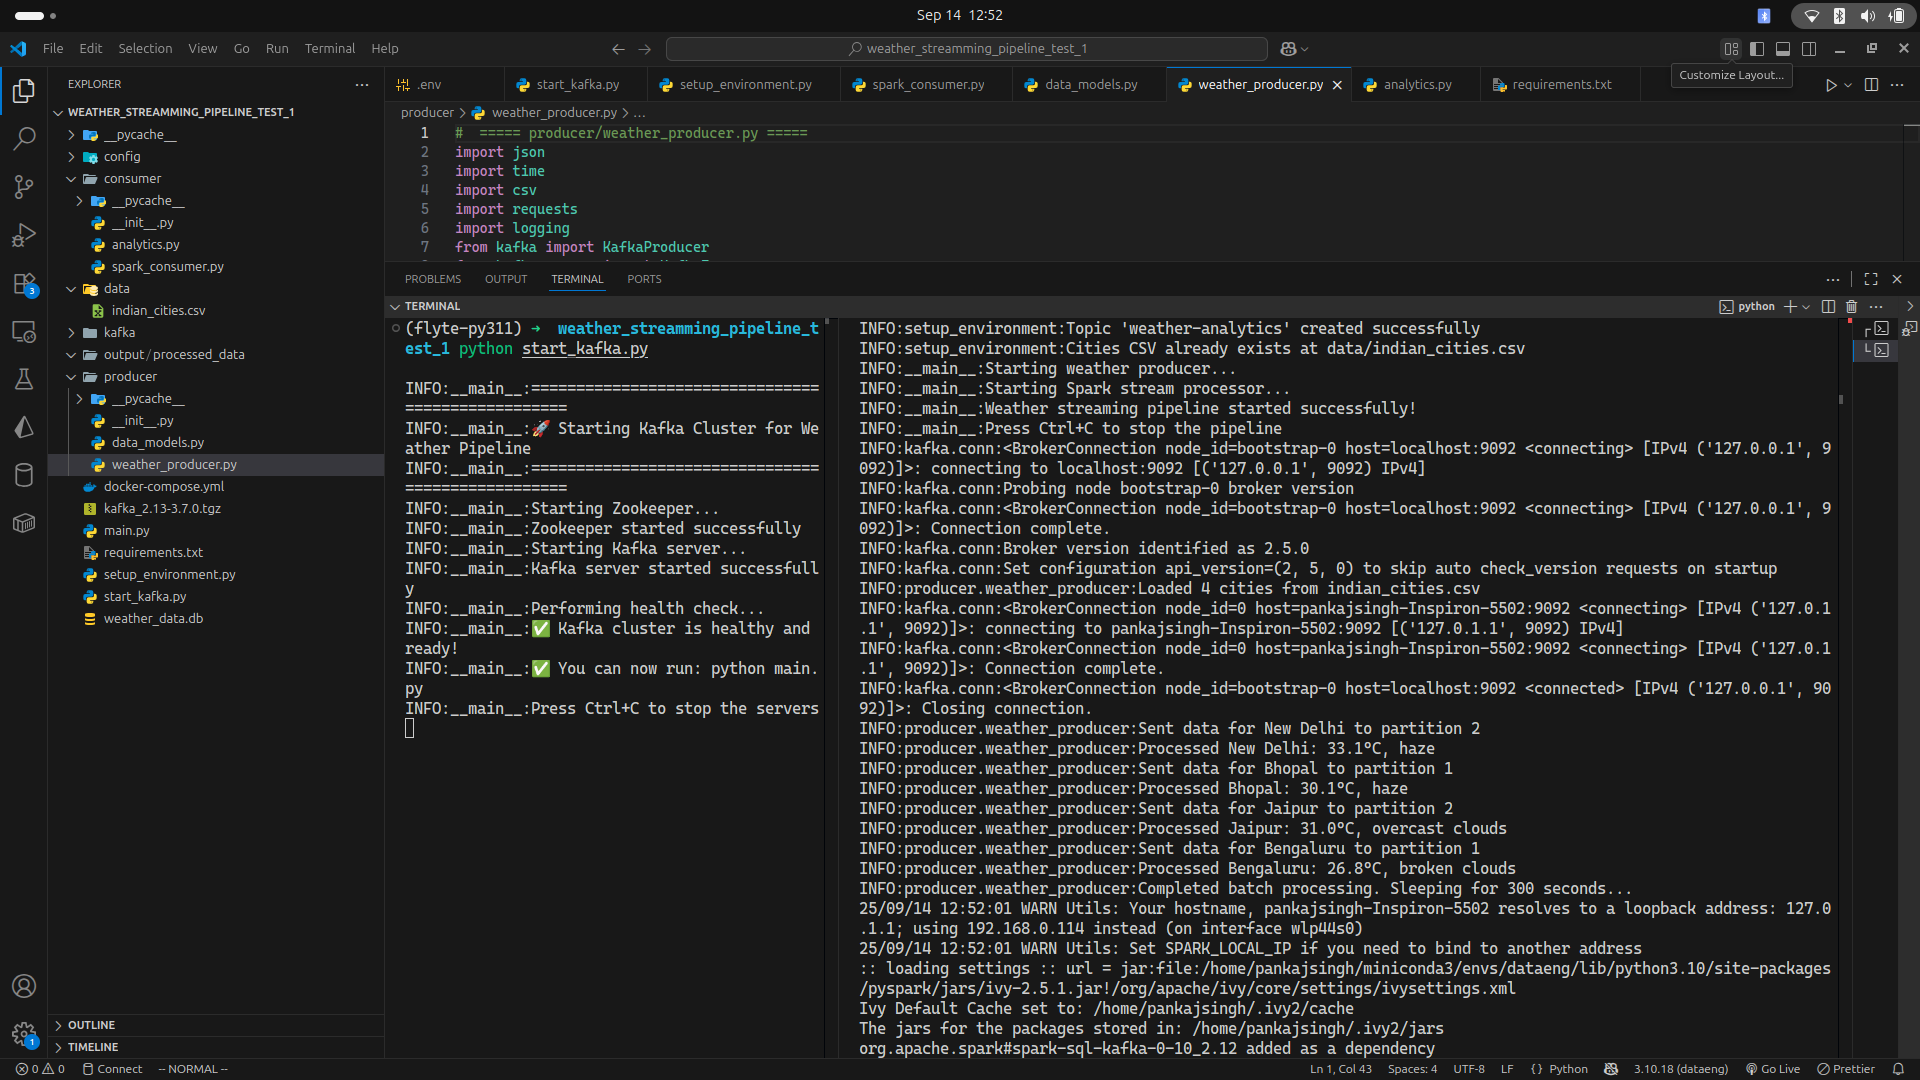 Sep 14 12:52
File Edit Selection View Go Run Terminal Help
weather_streamming_pipeline_test_1
Customize Layout...
EXPLORER
WEATHER_STREAMMING_PIPELINE_TEST_1
__pycache__
config
consumer
__pycache__
__init__.py
analytics.py
spark_consumer.py
data
indian_cities.csv
kafka
output/processed_data
producer
__pycache__
__init__.py
data_models.py
weather_producer.py
docker-compose.yml
kafka_2.13-3.7.0.tgz
main.py
requirements.txt
setup_environment.py
start_kafka.py
weather_data.db
OUTLINE
TIMELINE
3
1
.env start_kafka.py setup_environment.py spark_consumer.py data_models.py weather_producer.py analytics.py requirements.txt
producer > weather_producer.py > ...
1 # ===== producer/weather_producer.py =====
2 import json
3 import time
4 import csv
5 import requests
6 import logging
7 from kafka import KafkaProducer
PROBLEMS OUTPUT TERMINAL PORTS
TERMINAL
python
(flyte-py311) → weather_streamming_pipeline_t
est_1 python start_kafka.py
INFO:__main__:================================
==================
INFO:__main__:🚀 Starting Kafka Cluster for We
ather Pipeline
INFO:__main__:================================
==================
INFO:__main__:Starting Zookeeper...
INFO:__main__:Zookeeper started successfully
INFO:__main__:Starting Kafka server...
INFO:__main__:Kafka server started successfull
y
INFO:__main__:Performing health check...
INFO:__main__:✅ Kafka cluster is healthy and
ready!
INFO:__main__:✅ You can now run: python main.
py
INFO:__main__:Press Ctrl+C to stop the servers
INFO:setup_environment:Topic 'weather-analytics' created successfully
INFO:setup_environment:Cities CSV already exists at data/indian_cities.csv
INFO:__main__:Starting weather producer...
INFO:__main__:Starting Spark stream processor...
INFO:__main__:Weather streaming pipeline started successfully!
INFO:__main__:Press Ctrl+C to stop the pipeline
INFO:kafka.conn:<BrokerConnection node_id=bootstrap-0 host=localhost:9092 <connecting> [IPv4 ('127.0.0.1', 9
092)]>: connecting to localhost:9092 [('127.0.0.1', 9092) IPv4]
INFO:kafka.conn:Probing node bootstrap-0 broker version
INFO:kafka.conn:<BrokerConnection node_id=bootstrap-0 host=localhost:9092 <connecting> [IPv4 ('127.0.0.1', 9
092)]>: Connection complete.
INFO:kafka.conn:Broker version identified as 2.5.0
INFO:kafka.conn:Set configuration api_version=(2, 5, 0) to skip auto check_version requests on startup
INFO:producer.weather_producer:Loaded 4 cities from indian_cities.csv
INFO:kafka.conn:<BrokerConnection node_id=0 host=pankajsingh-Inspiron-5502:9092 <connecting> [IPv4 ('127.0.1
.1', 9092)]>: connecting to pankajsingh-Inspiron-5502:9092 [('127.0.1.1', 9092) IPv4]
INFO:kafka.conn:<BrokerConnection node_id=0 host=pankajsingh-Inspiron-5502:9092 <connecting> [IPv4 ('127.0.1
.1', 9092)]>: Connection complete.
INFO:kafka.conn:<BrokerConnection node_id=bootstrap-0 host=localhost:9092 <connected> [IPv4 ('127.0.0.1', 90
92)]>: Closing connection.
INFO:producer.weather_producer:Sent data for New Delhi to partition 2
INFO:producer.weather_producer:Processed New Delhi: 33.1°C, haze
INFO:producer.weather_producer:Sent data for Bhopal to partition 1
INFO:producer.weather_producer:Processed Bhopal: 30.1°C, haze
INFO:producer.weather_producer:Sent data for Jaipur to partition 2
INFO:producer.weather_producer:Processed Jaipur: 31.0°C, overcast clouds
INFO:producer.weather_producer:Sent data for Bengaluru to partition 1
INFO:producer.weather_producer:Processed Bengaluru: 26.8°C, broken clouds
INFO:producer.weather_producer:Completed batch processing. Sleeping for 300 seconds...
25/09/14 12:52:01 WARN Utils: Your hostname, pankajsingh-Inspiron-5502 resolves to a loopback address: 127.0
.1.1; using 192.168.0.114 instead (on interface wlp44s0)
25/09/14 12:52:01 WARN Utils: Set SPARK_LOCAL_IP if you need to bind to another address
:: loading settings :: url = jar:file:/home/pankajsingh/miniconda3/envs/dataeng/lib/python3.10/site-packages
/pyspark/jars/ivy-2.5.1.jar!/org/apache/ivy/core/settings/ivysettings.xml
Ivy Default Cache set to: /home/pankajsingh/.ivy2/cache
The jars for the packages stored in: /home/pankajsingh/.ivy2/jars
org.apache.spark#spark-sql-kafka-0-10_2.12 added as a dependency
0 0 Connect -- NORMAL -- Ln 1, Col 43 Spaces: 4 UTF-8 LF {} Python 3.10.18 (dataeng) Go Live Prettier